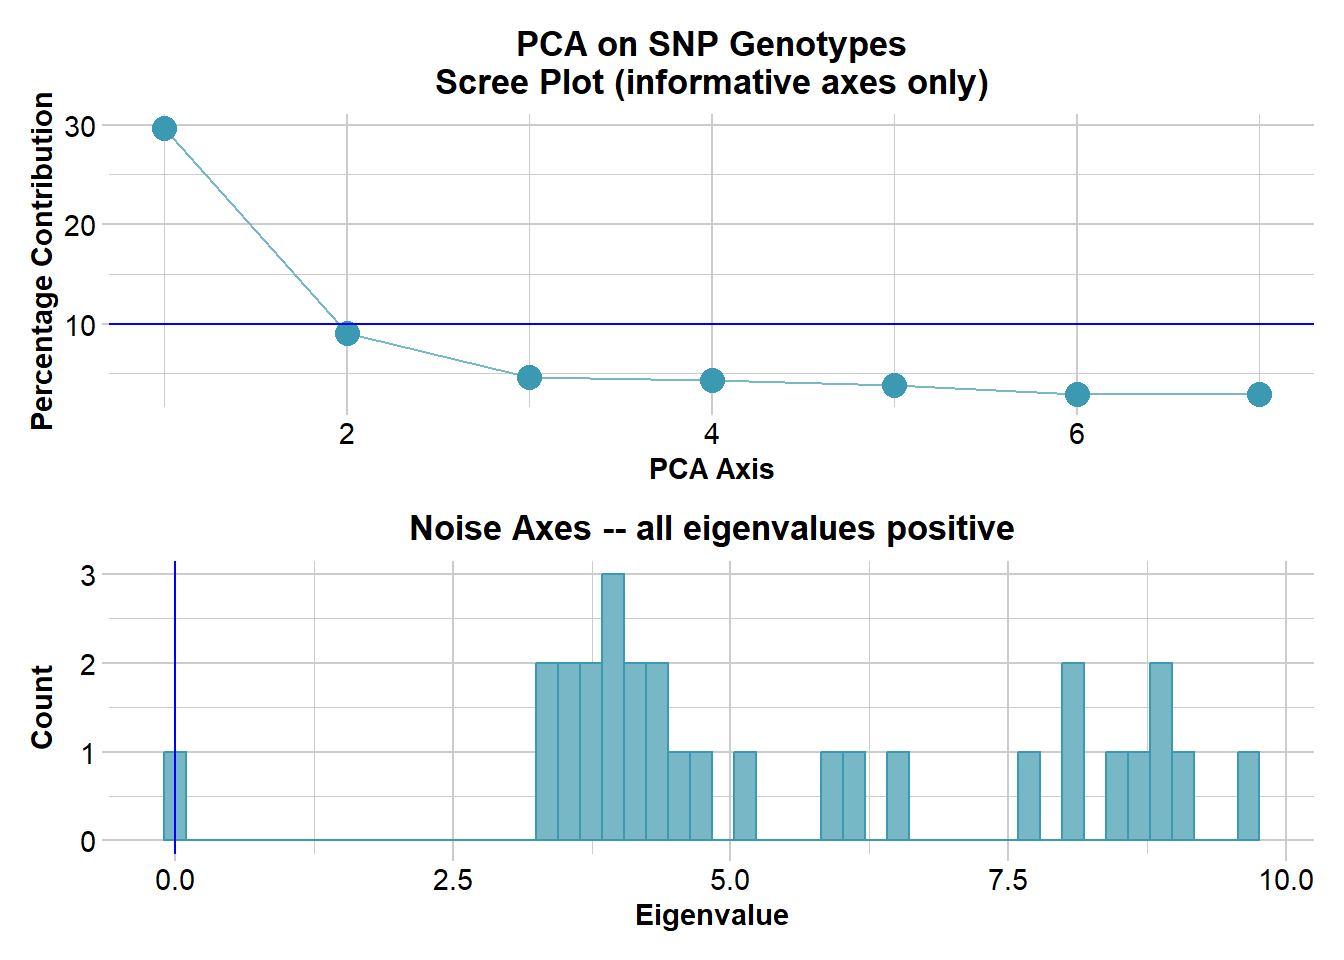 PCA on SNP Genotypes
Scree Plot (informative axes only)
Percentage Contribution
30
20
10
2 4 6
PCA Axis
Noise Axes -- all eigenvalues positive
Count
3
2
1
0
0.0 2.5 5.0 7.5 10.0
Eigenvalue